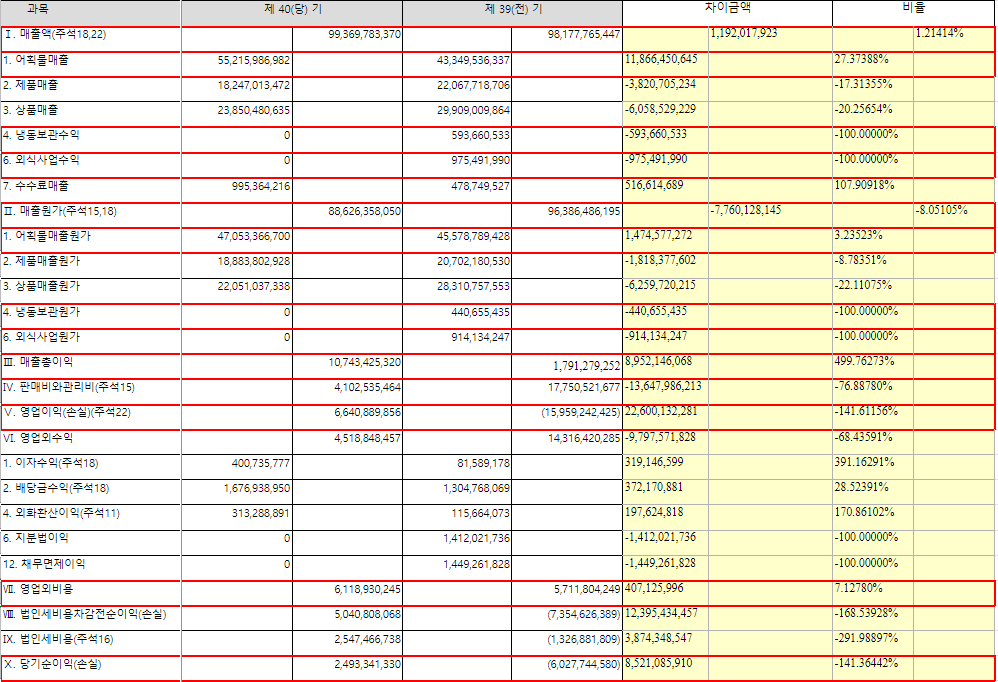 과목 제 40(당) 기 제 39(전) 기 차이금액 비율
Ⅰ. 매출액(주석18,22) 99,369,783,370 98,177,765,447 1,192,017,923 1.21414%
1. 어획물매출 55,215,986,982 43,349,536,337 11,866,450,645 27.37388%
2. 제품매출 18,247,013,472 22,067,718,706 -3,820,705,234 -17.31355%
3. 상품매출 23,850,480,635 29,909,009,864 -6,058,529,229 -20.25654%
4. 냉동보관수익 0 593,660,533 -593,660,533 -100.00000%
6. 외식사업수익 0 975,491,990 -975,491,990 -100.00000%
7. 수수료매출 995,364,216 478,749,527 516,614,689 107.90918%
Ⅱ. 매출원가(주석15,18) 88,626,358,050 96,386,486,195 -7,760,128,145 -8.05105%
1. 어획물매출원가 47,053,366,700 45,578,789,428 1,474,577,272 3.23523%
2. 제품매출원가 18,883,802,928 20,702,180,530 -1,818,377,602 -8.78351%
3. 상품매출원가 22,051,037,338 28,310,757,553 -6,259,720,215 -22.11075%
4. 냉동보관원가 0 440,655,435 -440,655,435 -100.00000%
6. 외식사업원가 0 914,134,247 -914,134,247 -100.00000%
Ⅲ. 매출총이익 10,743,425,320 1,791,279,252 8,952,146,068 499.76273%
Ⅳ. 판매비와관리비(주석15) 4,102,535,464 17,750,521,677 -13,647,986,213 -76.88780%
Ⅴ. 영업이익(손실)(주석22) 6,640,889,856 (15,959,242,425) 22,600,132,281 -141.61156%
Ⅵ. 영업외수익 4,518,848,457 14,316,420,285 -9,797,571,828 -68.43591%
1. 이자수익(주석18) 400,735,777 81,589,178 319,146,599 391.16291%
2. 배당금수익(주석18) 1,676,938,950 1,304,768,069 372,170,881 28.52391%
4. 외화환산이익(주석11) 313,288,891 115,664,073 197,624,818 170.86102%
6. 지분법이익 0 1,412,021,736 -1,412,021,736 -100.00000%
12. 채무면제이익 0 1,449,261,828 -1,449,261,828 -100.00000%
Ⅶ. 영업외비용 6,118,930,245 5,711,804,249 407,125,996 7.12780%
Ⅷ. 법인세비용차감전순이익(손실) 5,040,808,068 (7,354,626,389) 12,395,434,457 -168.53928%
Ⅸ. 법인세비용(주석16) 2,547,466,738 (1,326,881,809) 3,874,348,547 -291.98897%
Ⅹ. 당기순이익(손실) 2,493,341,330 (6,027,744,580) 8,521,085,910 -141.36442%